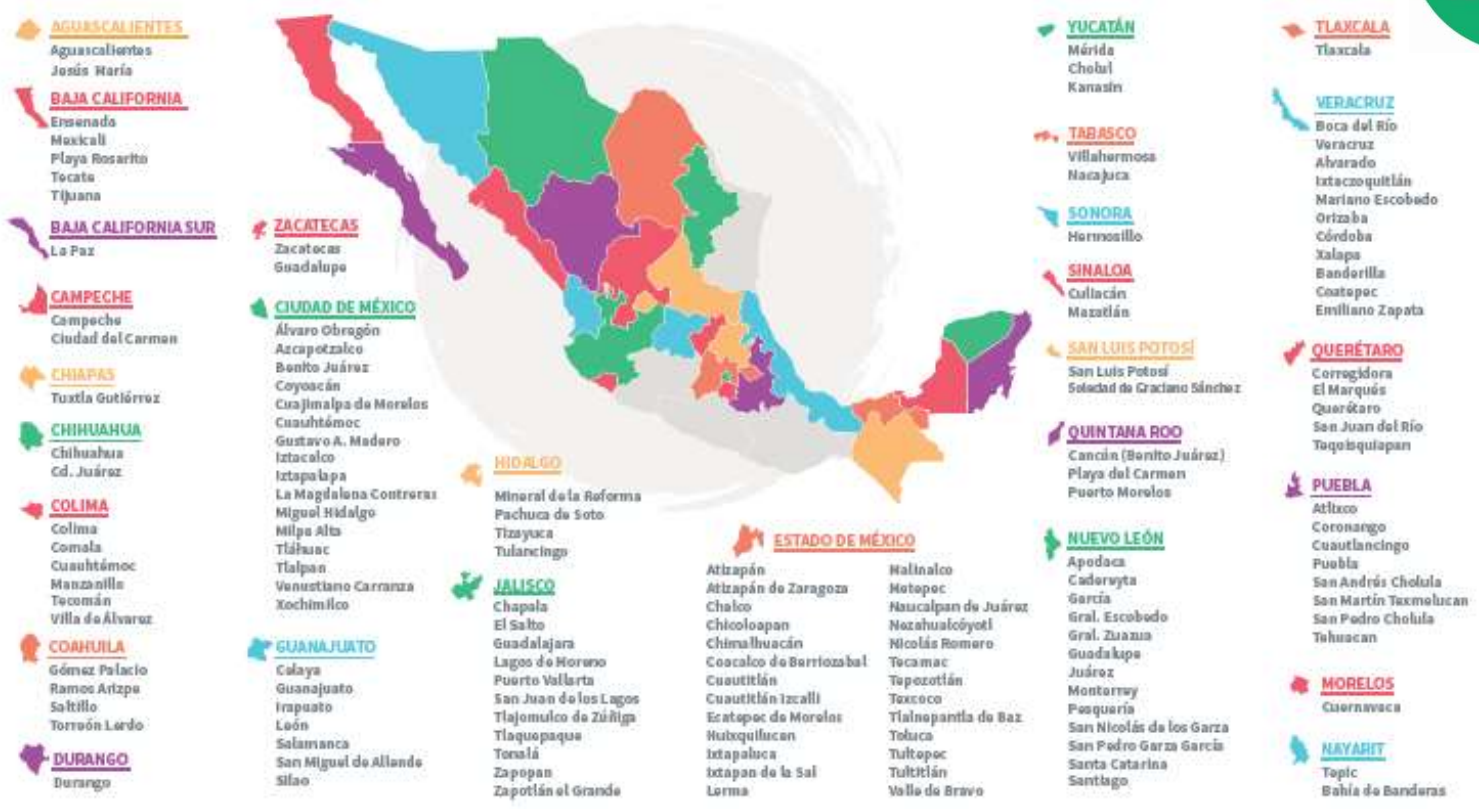 AGUASCALIENTES
Aguascalientes
Jesús María
BAJA CALIFORNIA
Ensenada
Mexicali
Playa Rosarito
Tecate
Tijuana
BAJA CALIFORNIA SUR
La Paz
CAMPECHE
Campeche
Ciudad del Carmen
CHIAPAS
Tuxtla Gutiérrez
CHIHUAHUA
Chihuahua
Cd. Juárez
COLIMA
Colima
Comala
Cuauhtémoc
Manzanillo
Tecomán
Villa de Álvarez
COAHUILA
Gómez Palacio
Ramos Arizpe
Saltillo
Torreón Lerdo
DURANGO
Durango
ZACATECAS
Zacatecas
Guadalupe
CIUDAD DE MÉXICO
Álvaro Obregón
Azcapotzalco
Benito Juárez
Coyoacán
Cuajimalpa de Morelos
Cuauhtémoc
Gustavo A. Madero
Iztacalco
Iztapalapa
La Magdalena Contreras
Miguel Hidalgo
Milpa Alta
Tláhuac
Tlalpan
Venustiano Carranza
Xochimilco
GUANAJUATO
Celaya
Guanajuato
Irapuato
León
Salamanca
San Miguel de Allende
Silao
HIDALGO
Mineral de la Reforma
Pachuca de Soto
Tizayuca
Tulancingo
JALISCO
Chapala
El Salto
Guadalajara
Lagos de Moreno
Puerto Vallarta
San Juan de los Lagos
Tlajomulco de Zúñiga
Tlaquepaque
Tonalá
Zapopan
Zapotlán el Grande
ESTADO DE MÉXICO
Atizapán
Atizapán de Zaragoza
Chalco
Chicoloapan
Chimalhuacán
Coacalco de Berriozabal
Cuautitlán
Cuautitlán Izcalli
Ecatepec de Morelos
Huixquilucan
Ixtapaluca
Ixtapan de la Sal
Lerma
Malinalco
Metepec
Naucalpan de Juárez
Nezahualcóyotl
Nicolás Romero
Tecamac
Tepozotlán
Texcoco
Tlalnepantla de Baz
Toluca
Tultepec
Tultitlán
Valle de Bravo
YUCATÁN
Mérida
Cholul
Kanasín
TABASCO
Villahermosa
Nacajuca
SONORA
Hermosillo
SINALOA
Culiacán
Mazatlán
SAN LUIS POTOSÍ
San Luis Potosí
Soledad de Graciano Sánchez
QUINTANA ROO
Cancún (Benito Juárez)
Playa del Carmen
Puerto Morelos
NUEVO LEÓN
Apodaca
Cadereyta
García
Gral. Escobedo
Gral. Zuazua
Guadalupe
Juárez
Monterrey
Pesquería
San Nicolás de los Garza
San Pedro Garza García
Santa Catarina
Santiago
TLAXCALA
Tlaxcala
VERACRUZ
Boca del Río
Veracruz
Alvarado
Ixtaczoquitlán
Mariano Escobedo
Orizaba
Córdoba
Xalapa
Banderilla
Coatepec
Emiliano Zapata
QUERÉTARO
Corregidora
El Marqués
Querétaro
San Juan del Río
Tequisquiapan
PUEBLA
Atlixco
Coronango
Cuautlancingo
Puebla
San Andrés Cholula
San Martín Texmelucan
San Pedro Cholula
Tehuacan
MORELOS
Cuernavaca
NAYARIT
Tepic
Bahía de Banderas